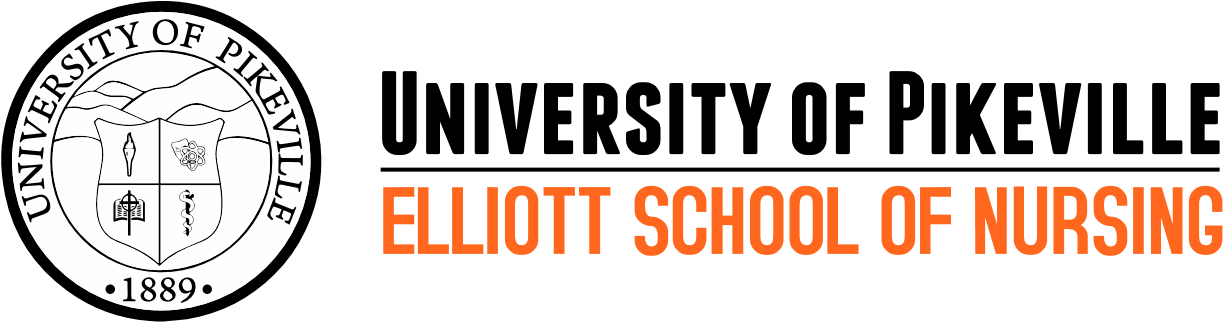 UNIVERSITY OF PIKEVILLE
• 1889 •
UNIVERSITY OF PIKEVILLE
ELLIOTT SCHOOL OF NURSING